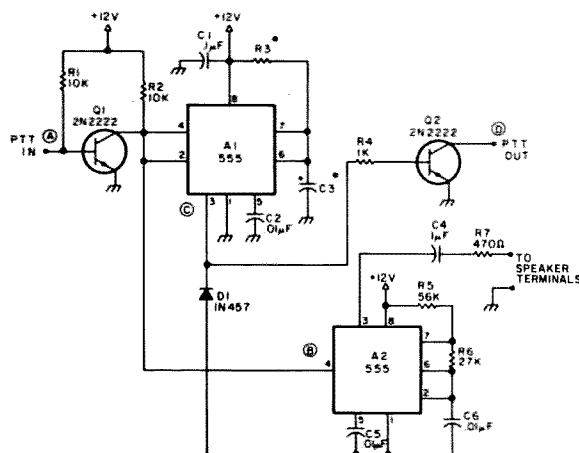 +12V
+12V
C1
.1µF
R3*
R1
10K
R2
10K
Q1
2N2222
A
PTT
IN
8
4
7
A1
555
2
6
C
3
1
5
C2
.01µF
+
C3*
Q2
2N2222
D
PTT
OUT
R4
1K
C4
1µF
R7
470Ω
TO
SPEAKER
TERMINALS
+12V
R5
56K
D1
1N457
3
8
B
7
A2
555
4
6
R6
27K
2
5
1
C5
.01µF
C6
.01µF